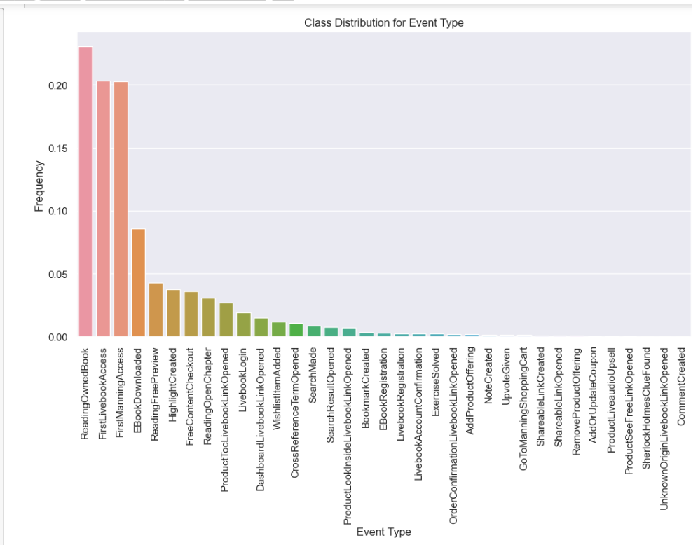 Class Distribution for Event Type
Frequency
0.20
0.15
0.10
0.05
0.00
ReadingOwnedBook
FirstLivebookAccess
FirstManningAccess
EBookDownloaded
ReadingFreePreview
HighlightCreated
FreeContentCheckout
ReadingOpenChapter
ProductTocLivebookLinkOpened
LivebookLogin
DashboardLivebookLinkOpened
WishlistItemAdded
CrossReferenceTermOpened
SearchMade
SearchResultOpened
ProductLookInsideLivebookLinkOpened
BookmarkCreated
EBookRegistration
LivebookRegistration
LivebookAccountConfirmation
ExerciseSolved
OrderConfirmationLivebookLinkOpened
AddProductOffering
NoteCreated
UpvoteGiven
GoToManningShoppingCart
ShareableLinkCreated
ShareableLinkOpened
RemoveProductOffering
AddOrUpdateCoupon
ProductLiveaudioUpsell
ProductSeeFreeLinkOpened
SherlockHolmesClueFound
UnknownOriginLivebookLinkOpened
CommentCreated
Event Type